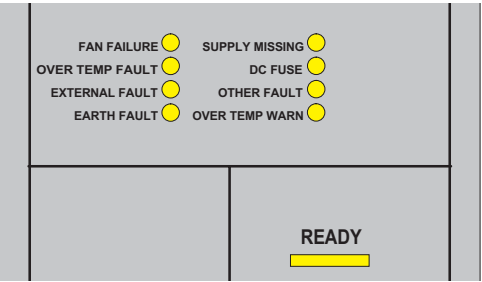 FAN FAILURE SUPPLY MISSING
OVER TEMP FAULT DC FUSE
EXTERNAL FAULT OTHER FAULT
EARTH FAULT OVER TEMP WARN
READY